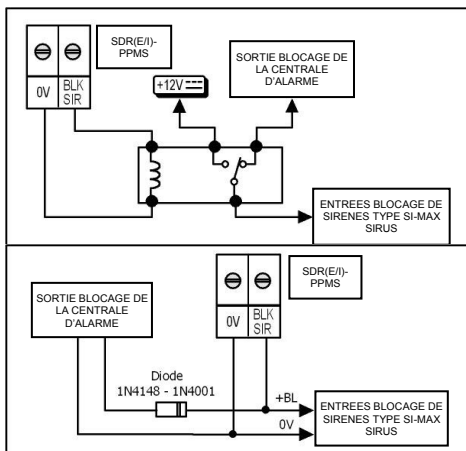 SDR(E/I)-
PPMS
0V
BLK
SIR
+12V
SORTIE BLOCAGE DE
LA CENTRALE
D'ALARME
ENTREES BLOCAGE DE
SIRENES TYPE SI-MAX
SIRUS
SDR(E/I)-
PPMS
0V
BLK
SIR
SORTIE BLOCAGE DE
LA CENTRALE
D'ALARME
Diode
1N4148 - 1N4001
+BL
0V
ENTREES BLOCAGE DE
SIRENES TYPE SI-MAX
SIRUS